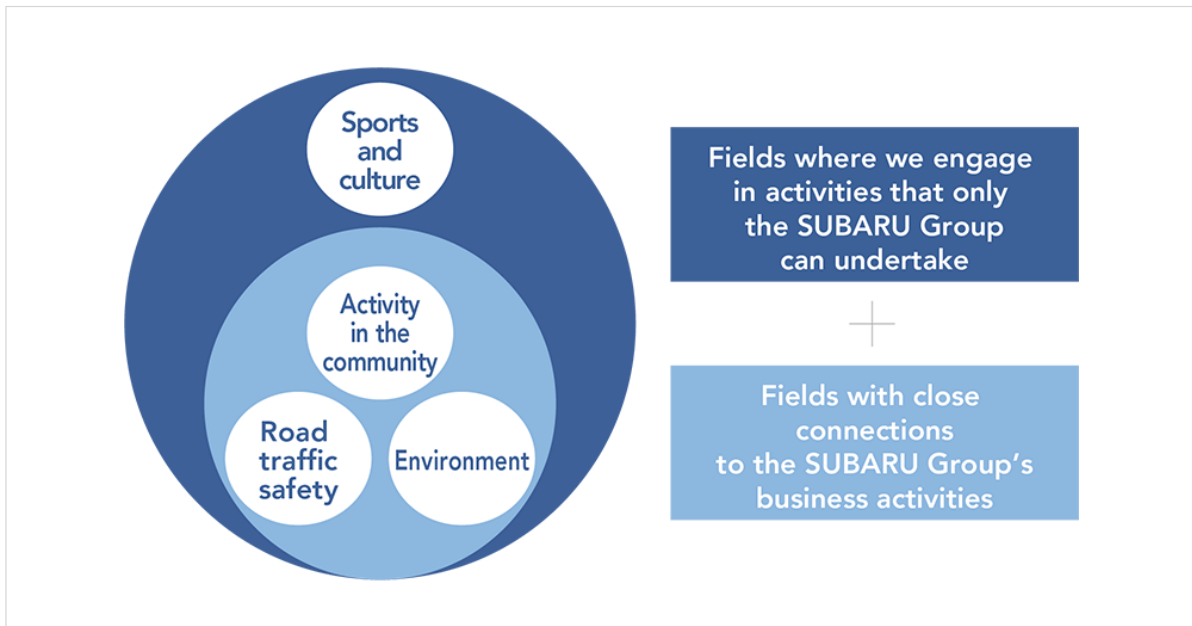 Sports
and
culture
Activity
in the
community
Road
traffic
safety
Environment
Fields where we engage
in activities that only
the SUBARU Group
can undertake
Fields with close
connections
to the SUBARU Group's
business activities